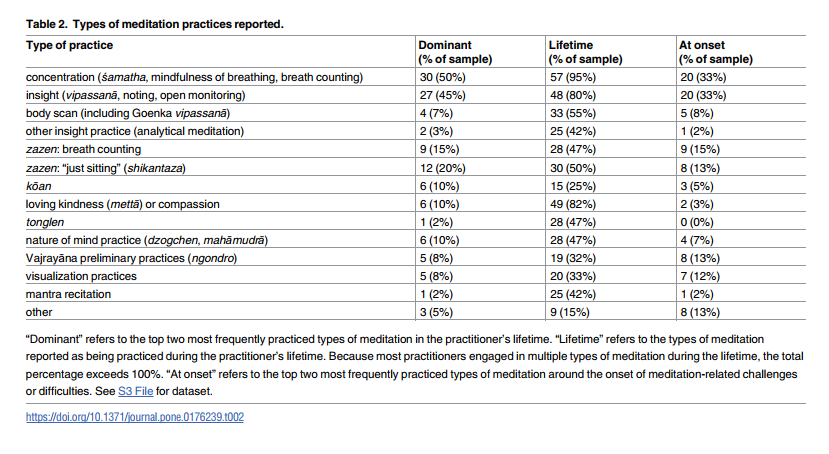 Table 2. Types of meditation practices reported.
Type of practice Dominant (% of sample) Lifetime (% of sample) At onset (% of sample)
concentration (śamatha, mindfulness of breathing, breath counting) 30 (50%) 57 (95%) 20 (33%)
insight (vipassanā, noting, open monitoring) 27 (45%) 48 (80%) 20 (33%)
body scan (including Goenka vipassanā) 4 (7%) 33 (55%) 5 (8%)
other insight practice (analytical meditation) 2 (3%) 25 (42%) 1 (2%)
zazen: breath counting 9 (15%) 28 (47%) 9 (15%)
zazen: "just sitting" (shikantaza) 12 (20%) 30 (50%) 8 (13%)
kōan 6 (10%) 15 (25%) 3 (5%)
loving kindness (mettā) or compassion 6 (10%) 49 (82%) 2 (3%)
tonglen 1 (2%) 28 (47%) 0 (0%)
nature of mind practice (dzogchen, mahāmudrā) 6 (10%) 28 (47%) 4 (7%)
Vajrayāna preliminary practices (ngondro) 5 (8%) 19 (32%) 8 (13%)
visualization practices 5 (8%) 20 (33%) 7 (12%)
mantra recitation 1 (2%) 25 (42%) 1 (2%)
other 3 (5%) 9 (15%) 8 (13%)
"Dominant" refers to the top two most frequently practiced types of meditation in the practitioner's lifetime. "Lifetime" refers to the types of meditation
reported as being practiced during the practitioner's lifetime. Because most practitioners engaged in multiple types of meditation during the lifetime, the total
percentage exceeds 100%. "At onset" refers to the top two most frequently practiced types of meditation around the onset of meditation-related challenges
or difficulties. See S3 File for dataset.
https://doi.org/10.1371/journal.pone.0176239.t002